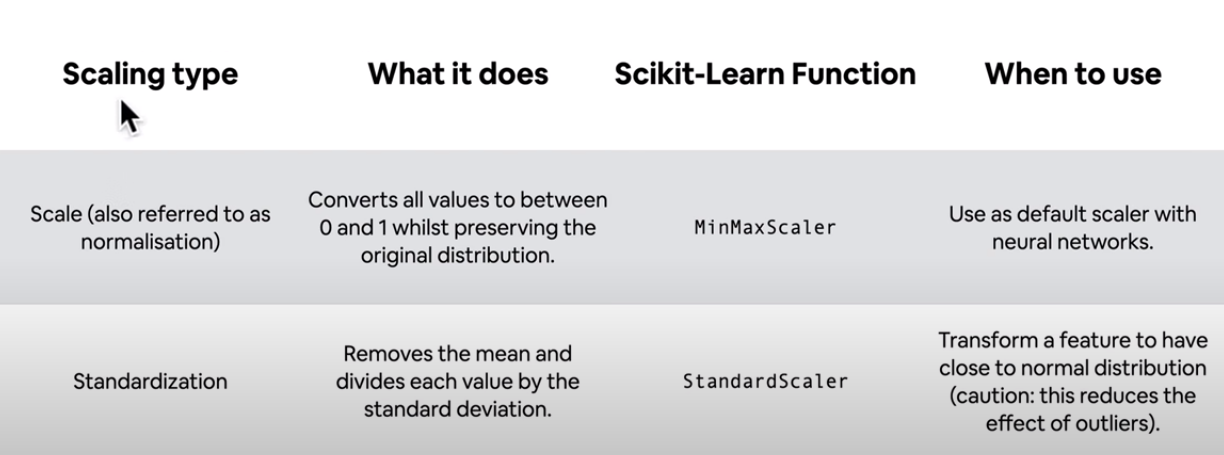 Scaling type
What it does
Scikit-Learn Function
When to use
Scale (also referred to as
normalisation)
Converts all values to between
0 and 1 whilst preserving the
original distribution.
MinMaxScaler
Use as default scaler with
neural networks.
Standardization
Removes the mean and
divides each value by the
standard deviation.
StandardScaler
Transform a feature to have
close to normal distribution
(caution: this reduces the
effect of outliers).